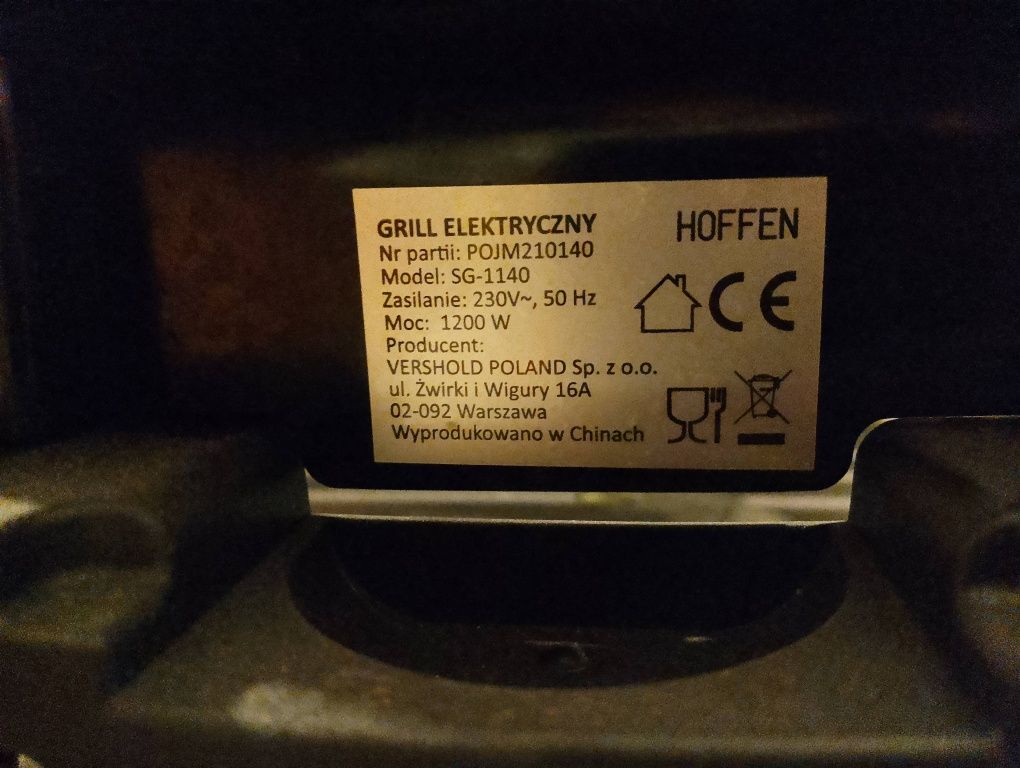 GRILL ELEKTRYCZNY
Nr partii: POJM210140
Model: SG-1140
Zasilanie: 230V~, 50 Hz
Moc: 1200 W
Producent:
VERSHOLD POLAND Sp. z o.o.
ul. Żwirki i Wigury 16A
02-092 Warszawa
Wyprodukowano w Chinach
HOFFEN
CE